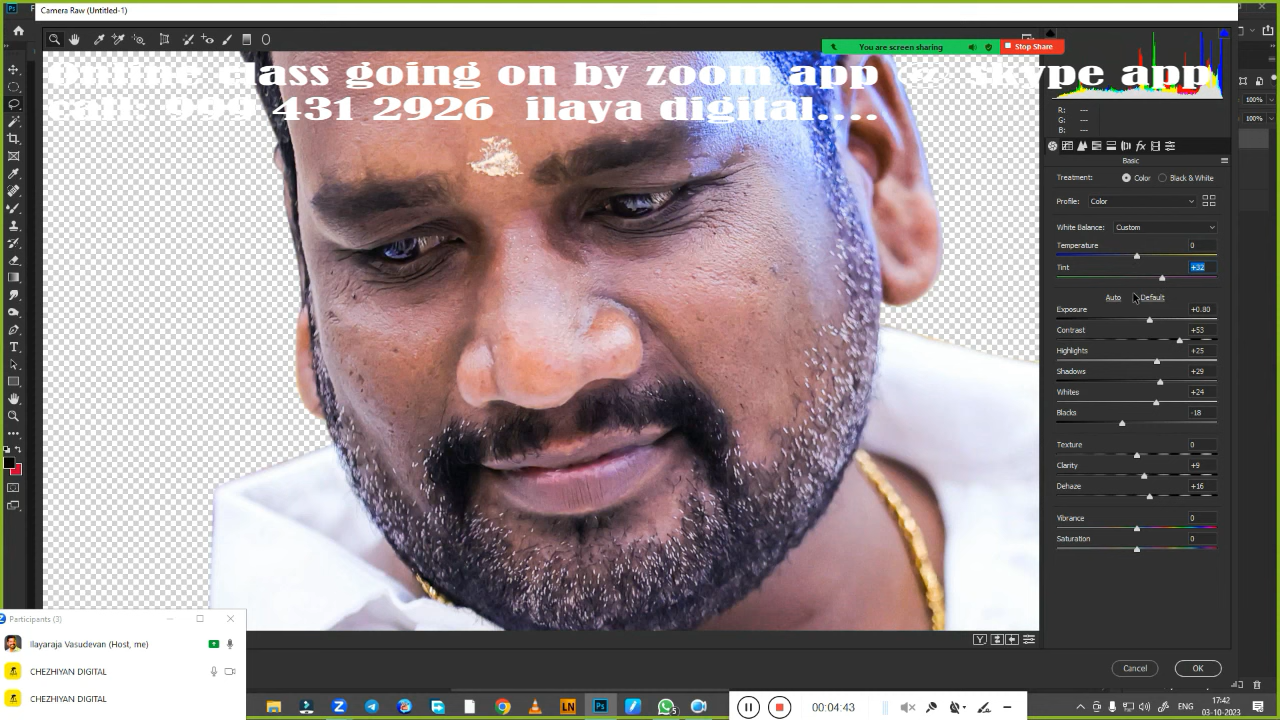 Camera Raw (Untitled-1)
You are screen sharing
Stop Share
class going on by zoom app skype app
431 2926 ilaya digital....
R: ---
G: ---
B: ---
100%
100%
Basic
Treatment: Color Black & White
Profile: Color
White Balance: Custom
Temperature 0
Tint +32
Auto Default
Exposure +0.80
Contrast +53
Highlights +25
Shadows +29
Whites +24
Blacks -18
Texture 0
Clarity +9
Dehaze +16
Vibrance 0
Saturation 0
Participants (3)
Ilayaraja Vasudevan (Host, me)
CHEZHIYAN DIGITAL
CHEZHIYAN DIGITAL
Cancel OK
00:04:43
ENG
17:42
03-10-2023